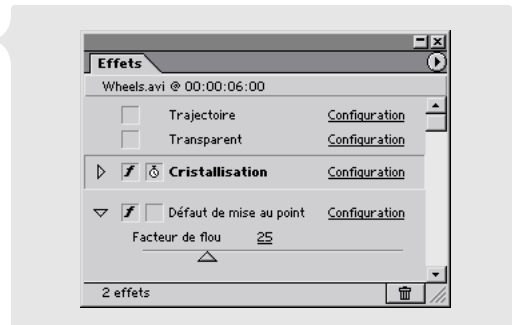 Effets
Wheels.avi @ 00:00:06:00
Trajectoire Configuration
Transparent Configuration
f Cristallisation Configuration
f Défaut de mise au point Configuration
Facteur de flou 25
2 effets